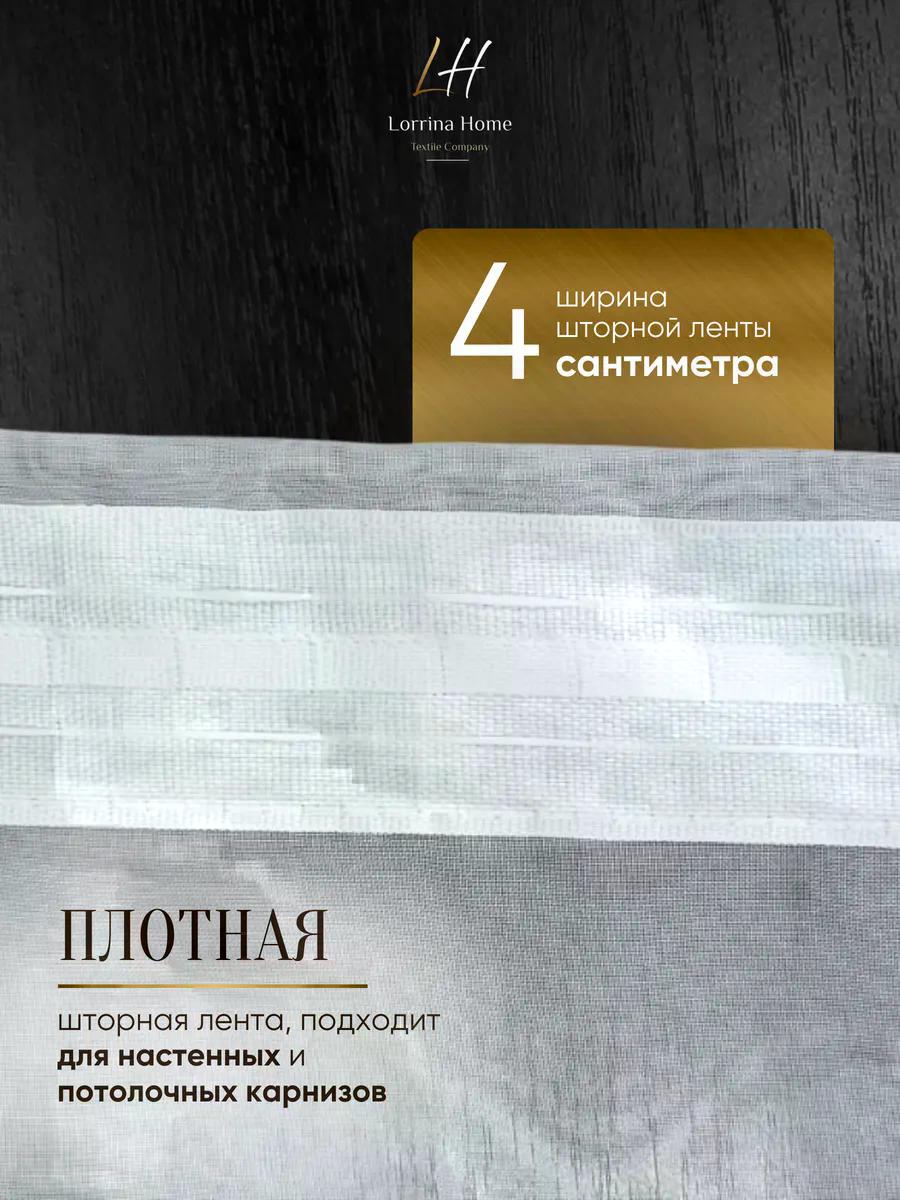 LH
Lorrina Home
Textile Company
4
ширина
шторной ленты
сантиметра
ПЛОТНАЯ
шторная лента, подходит
для настенных и
потолочных карнизов